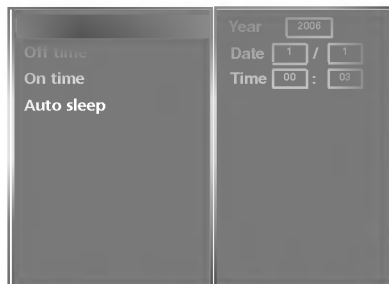 Off time
On time
Auto sleep
Year 2006
Date 1 / 1
Time 00 : 03